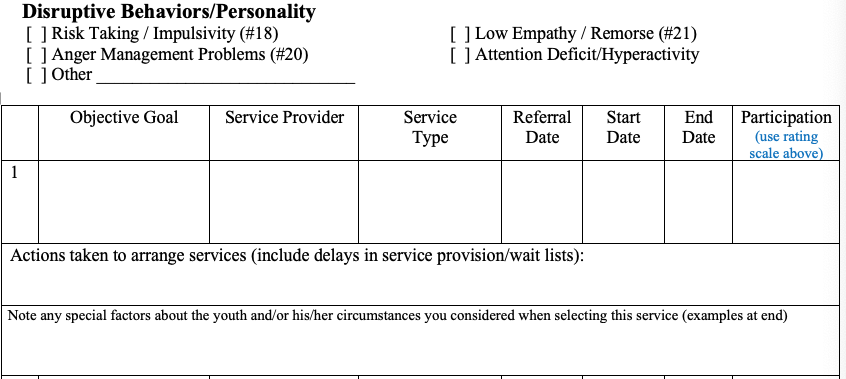 Disruptive Behaviors/Personality
[ ] Risk Taking / Impulsivity (#18) [ ] Low Empathy / Remorse (#21)
[ ] Anger Management Problems (#20) [ ] Attention Deficit/Hyperactivity
[ ] Other ____________________________
Objective Goal Service Provider Service Type Referral Date Start Date End Date Participation (use rating scale above)
1
Actions taken to arrange services (include delays in service provision/wait lists):
Note any special factors about the youth and/or his/her circumstances you considered when selecting this service (examples at end)